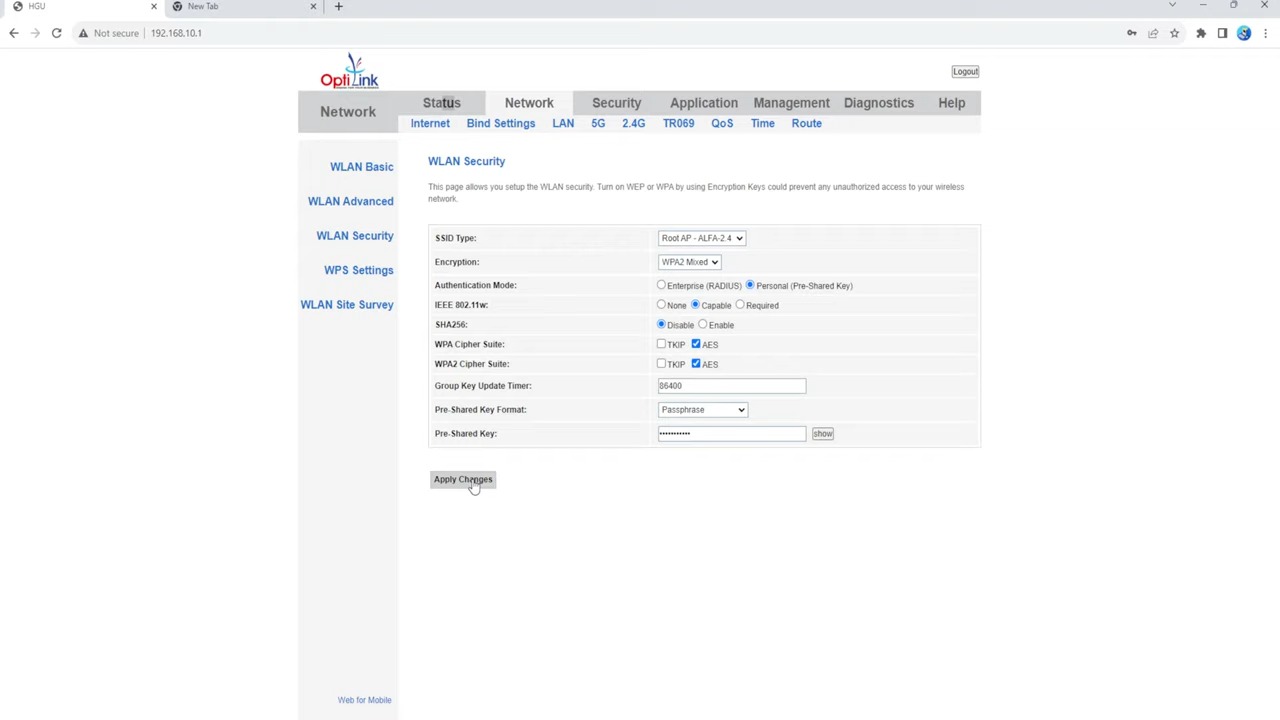 HGU
New Tab
Not secure 192.168.10.1
OptiLink
Logout
Network
Status Network Security Application Management Diagnostics Help
Internet Bind Settings LAN 5G 2.4G TR069 QoS Time Route
WLAN Basic
WLAN Advanced
WLAN Security
WPS Settings
WLAN Site Survey
WLAN Security
This page allows you setup the WLAN security. Turn on WEP or WPA by using Encryption Keys could prevent any unauthorized access to your wireless
network.
SSID Type: Root AP - ALFA-2.4
Encryption: WPA2 Mixed
Authentication Mode: Enterprise (RADIUS) Personal (Pre-Shared Key)
IEEE 802.11w: None Capable Required
SHA256: Disable Enable
WPA Cipher Suite: TKIP AES
WPA2 Cipher Suite: TKIP AES
Group Key Update Timer: 86400
Pre-Shared Key Format: Passphrase
Pre-Shared Key: ••••••••••• show
Apply Changes
Web for Mobile